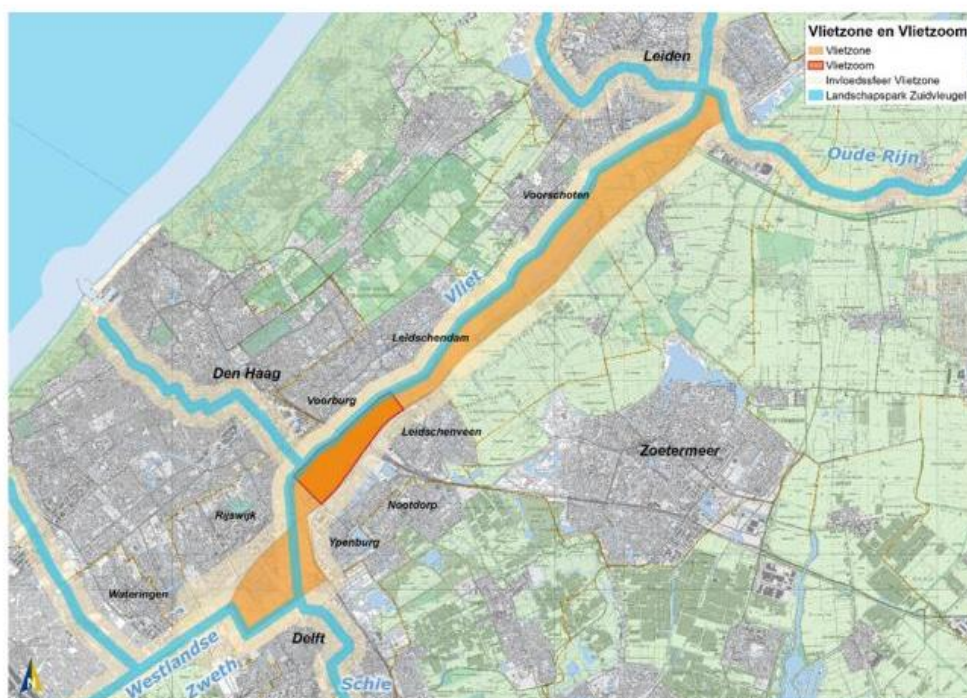 Vlietzone en Vlietzoom
Vlietzone
Vlietzoom
Invloedssfeer Vlietzone
Landschapspark Zuidvleugel
Leiden
Oude Rijn
Voorschoten
Vliet
Leidschendam
Den Haag
Voorburg
Leidschenveen
Zoetermeer
Nootdorp
Rijswijk
Ypenburg
Wateringen
Delft
Westlandse
Zweth
Schie